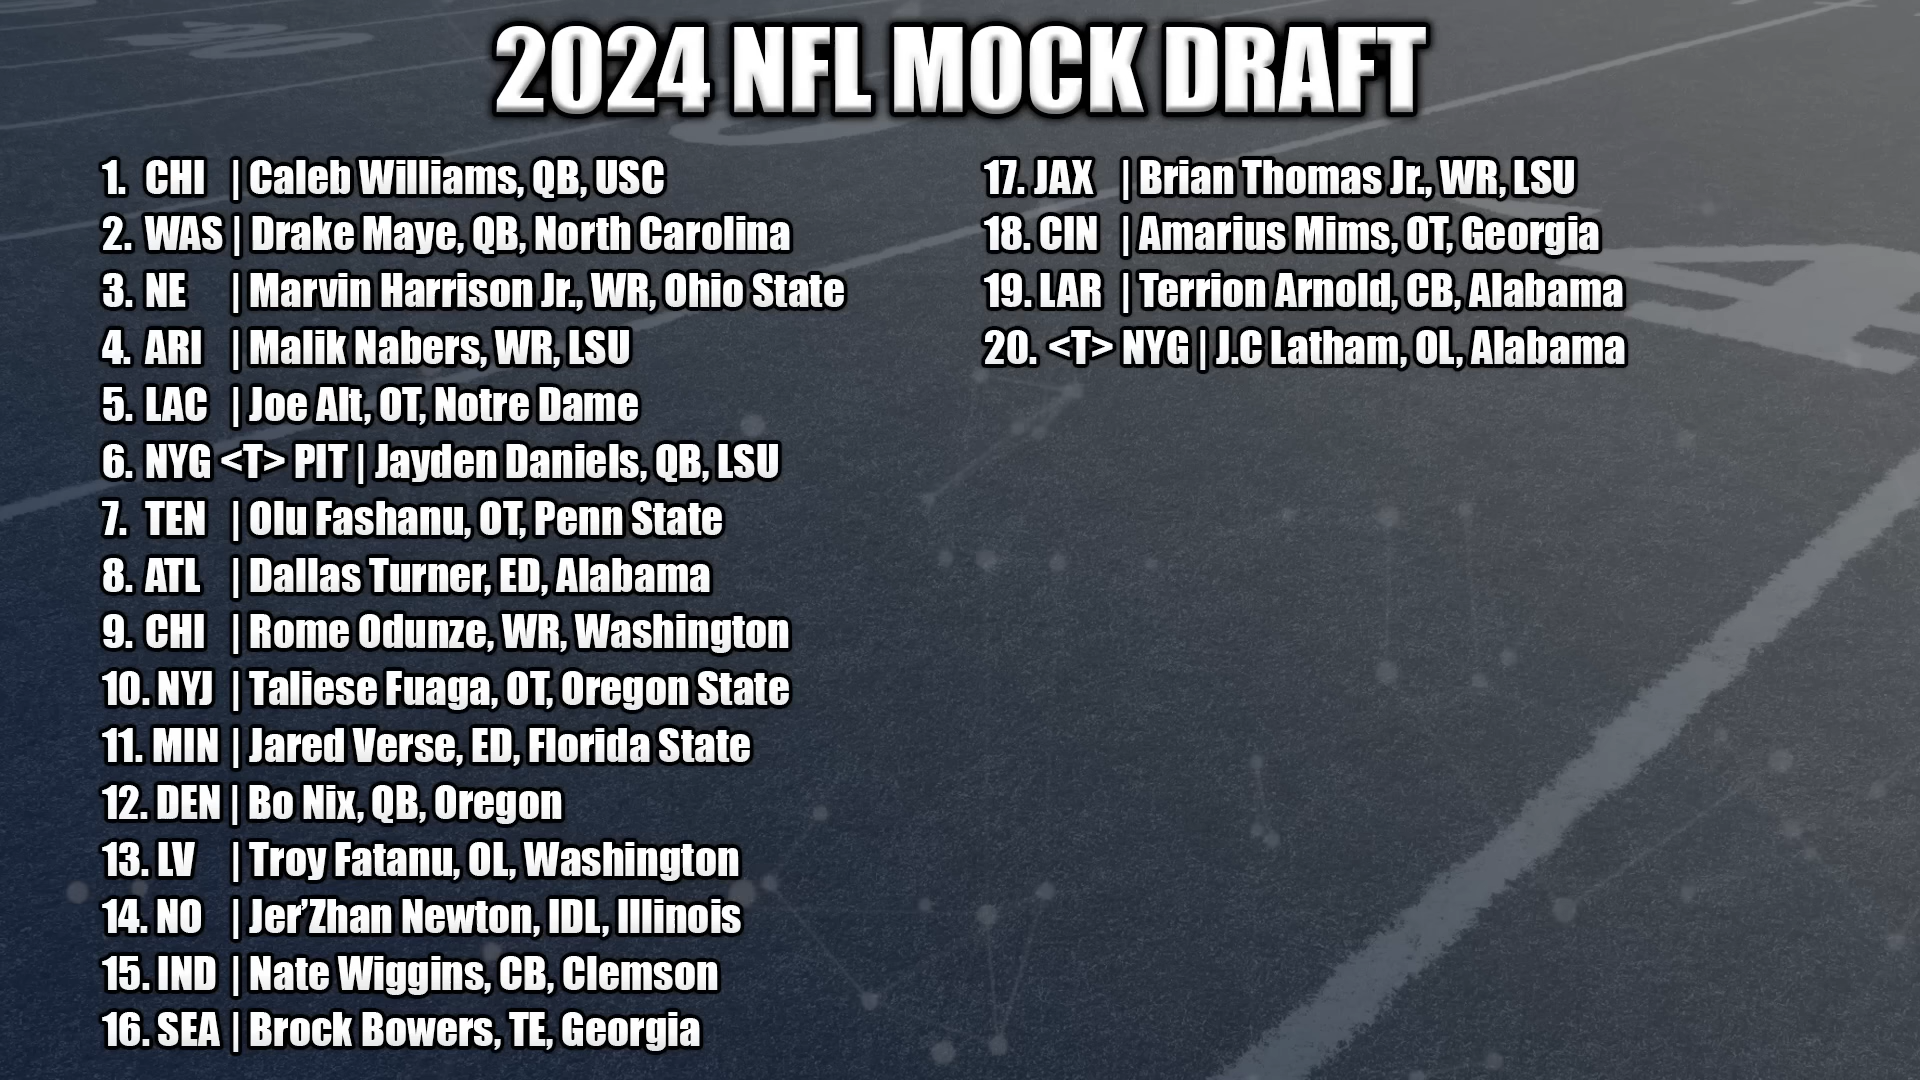 2024 NFL MOCK DRAFT
1. CHI | Caleb Williams, QB, USC
2. WAS | Drake Maye, QB, North Carolina
3. NE | Marvin Harrison Jr., WR, Ohio State
4. ARI | Malik Nabers, WR, LSU
5. LAC | Joe Alt, OT, Notre Dame
6. NYG <T> PIT | Jayden Daniels, QB, LSU
7. TEN | Olu Fashanu, OT, Penn State
8. ATL | Dallas Turner, ED, Alabama
9. CHI | Rome Odunze, WR, Washington
10. NYJ | Taliese Fuaga, OT, Oregon State
11. MIN | Jared Verse, ED, Florida State
12. DEN | Bo Nix, QB, Oregon
13. LV | Troy Fatanu, OL, Washington
14. NO | Jer’Zhan Newton, IDL, Illinois
15. IND | Nate Wiggins, CB, Clemson
16. SEA | Brock Bowers, TE, Georgia
17. JAX | Brian Thomas Jr., WR, LSU
18. CIN | Amarius Mims, OT, Georgia
19. LAR | Terrion Arnold, CB, Alabama
20. <T> NYG | J.C Latham, OL, Alabama